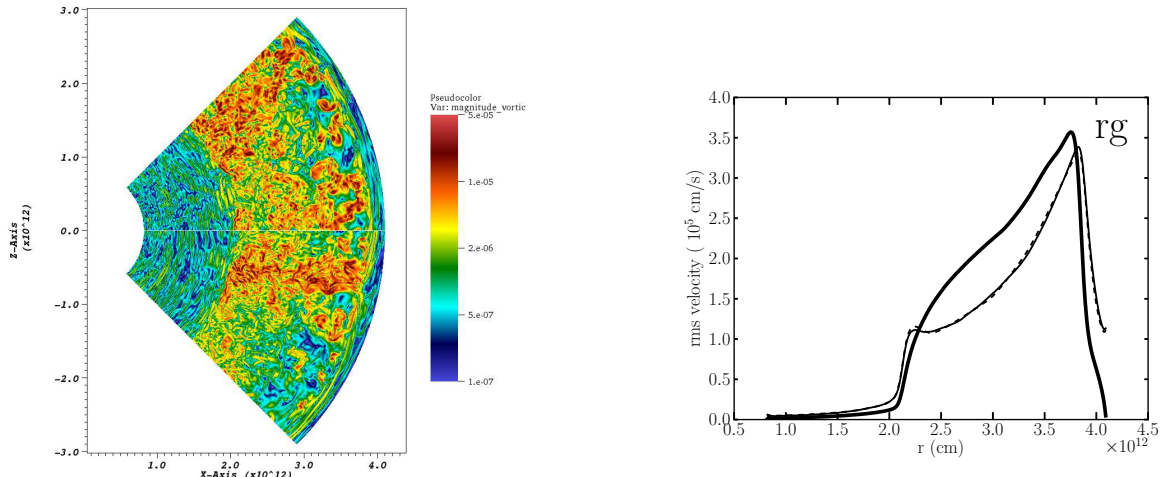 3.0
2.0
1.0
0.0
-1.0
-2.0
-3.0
Z-Axis
(x10^12)
1.0 2.0 3.0 4.0
X-Axis (x10^12)
Pseudocolor
Var: magnitude_vortic
5.e-05
1.e-05
2.e-06
5.e-07
1.e-07
4.0
3.5
3.0
2.5
2.0
1.5
1.0
0.5
0.0
rms velocity ( 10⁵ cm/s)
rg
0.5 1.0 1.5 2.0 2.5 3.0 3.5 4.0 4.5
r (cm)
×10¹²